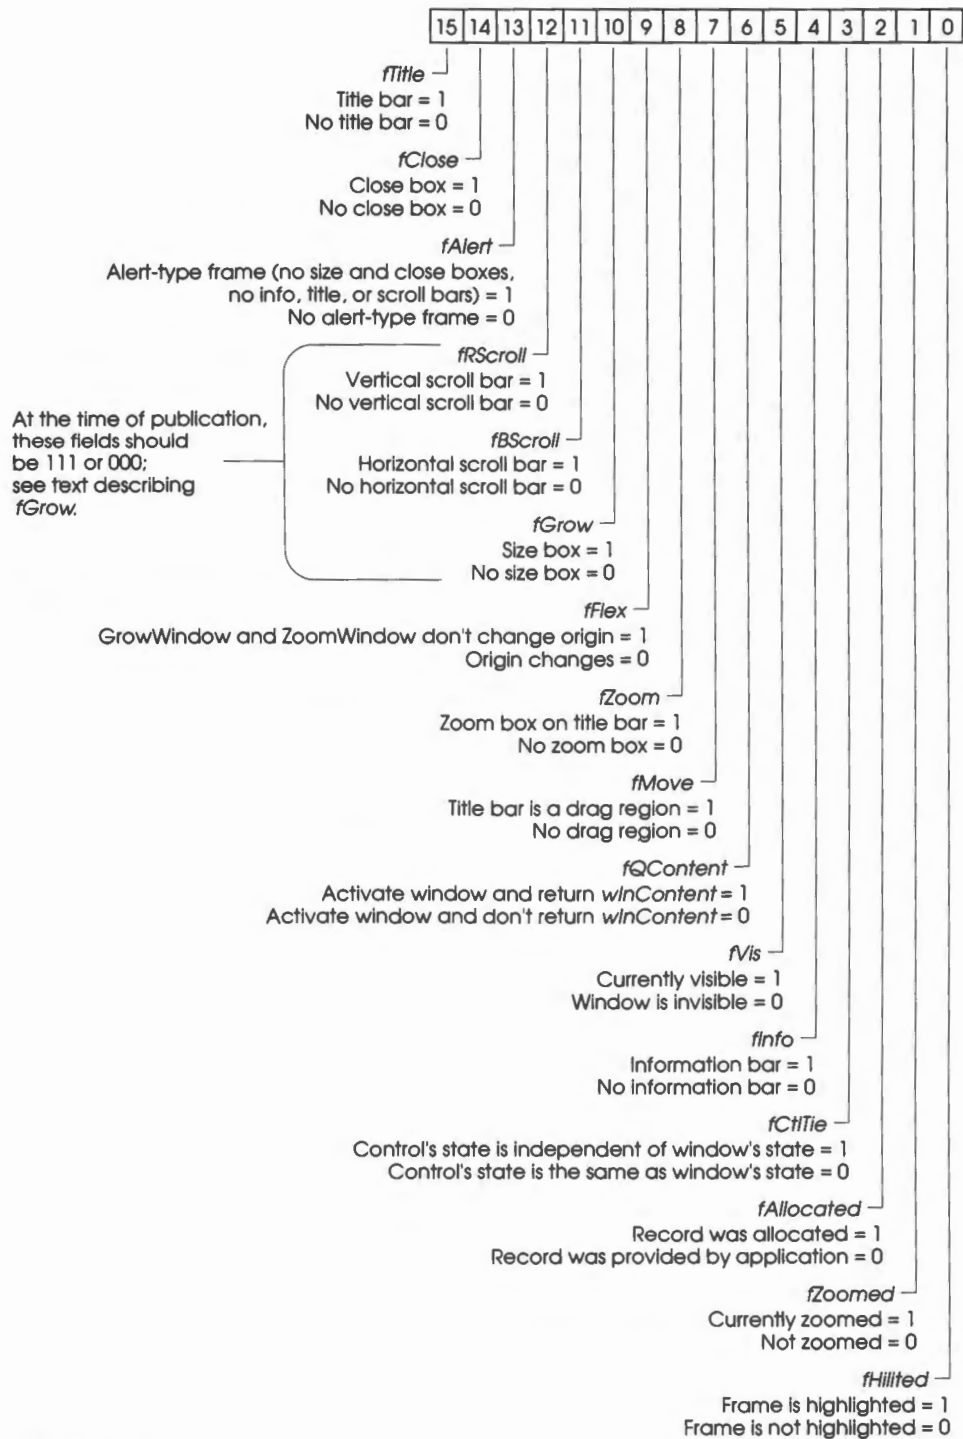 15 14 13 12 11 10 9 8 7 6 5 4 3 2 1 0
fTitle
Title bar = 1
No title bar = 0
fClose
Close box = 1
No close box = 0
fAlert
Alert-type frame (no size and close boxes,
no info, title, or scroll bars) = 1
No alert-type frame = 0
fRScroll
Vertical scroll bar = 1
No vertical scroll bar = 0
At the time of publication,
these fields should
be 111 or 000;
see text describing
fGrow.
fBScroll
Horizontal scroll bar = 1
No horizontal scroll bar = 0
fGrow
Size box = 1
No size box = 0
fFlex
GrowWindow and ZoomWindow don't change origin = 1
Origin changes = 0
fZoom
Zoom box on title bar = 1
No zoom box = 0
fMove
Title bar is a drag region = 1
No drag region = 0
fQContent
Activate window and return wInContent = 1
Activate window and don't return wInContent = 0
fVis
Currently visible = 1
Window is invisible = 0
fInfo
Information bar = 1
No information bar = 0
fCtlTie
Control's state is independent of window's state = 1
Control's state is the same as window's state = 0
fAllocated
Record was allocated = 1
Record was provided by application = 0
fZoomed
Currently zoomed = 1
Not zoomed = 0
fHilited
Frame is highlighted = 1
Frame is not highlighted = 0